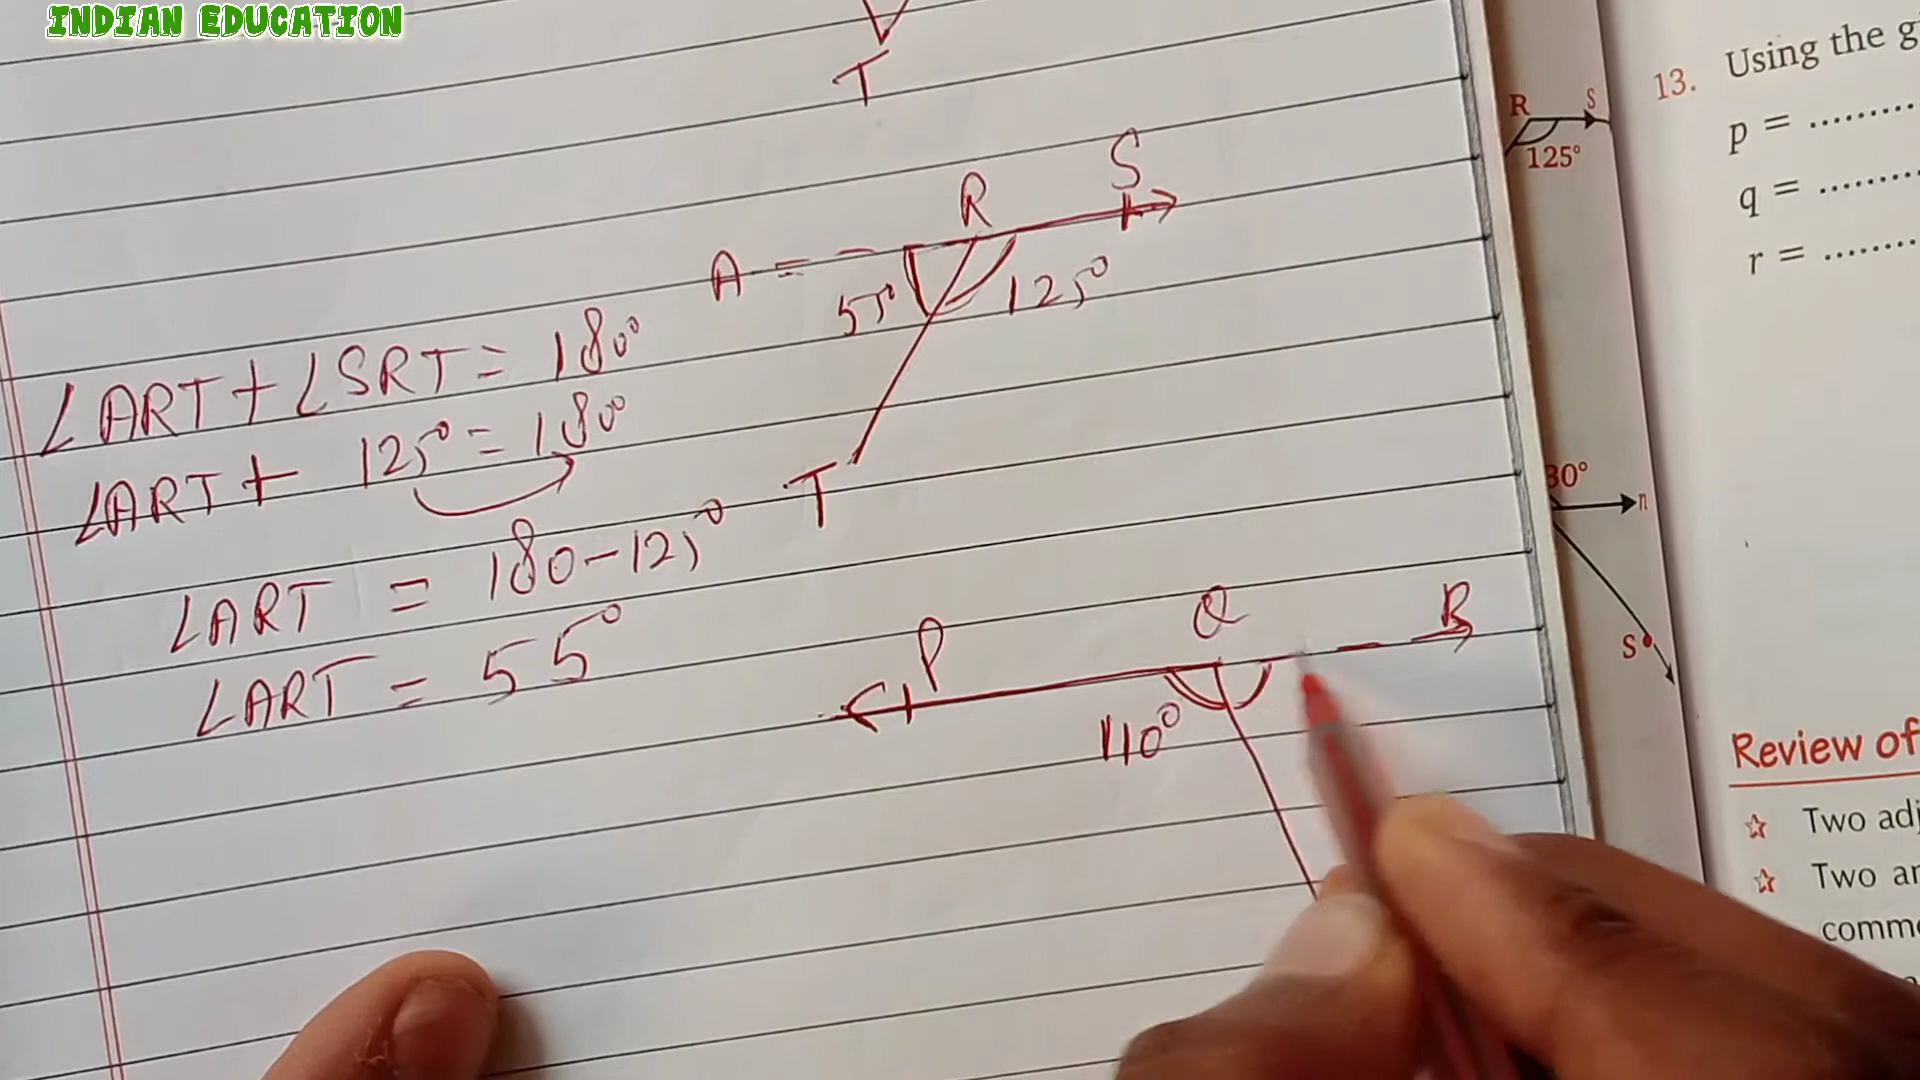 INDIAN EDUCATION
T
R
S
A
55°
125°
T
∠ART + ∠SRT = 180°
∠ART + 125° = 180°
∠ART = 180 - 125°
∠ART = 55°
P
Q
B
110°
R
S
125°
30°
n
S
13. Using the g
p = ..........
q = ..........
r = ..........
Review of
☆ Two adj
☆ Two an
comm